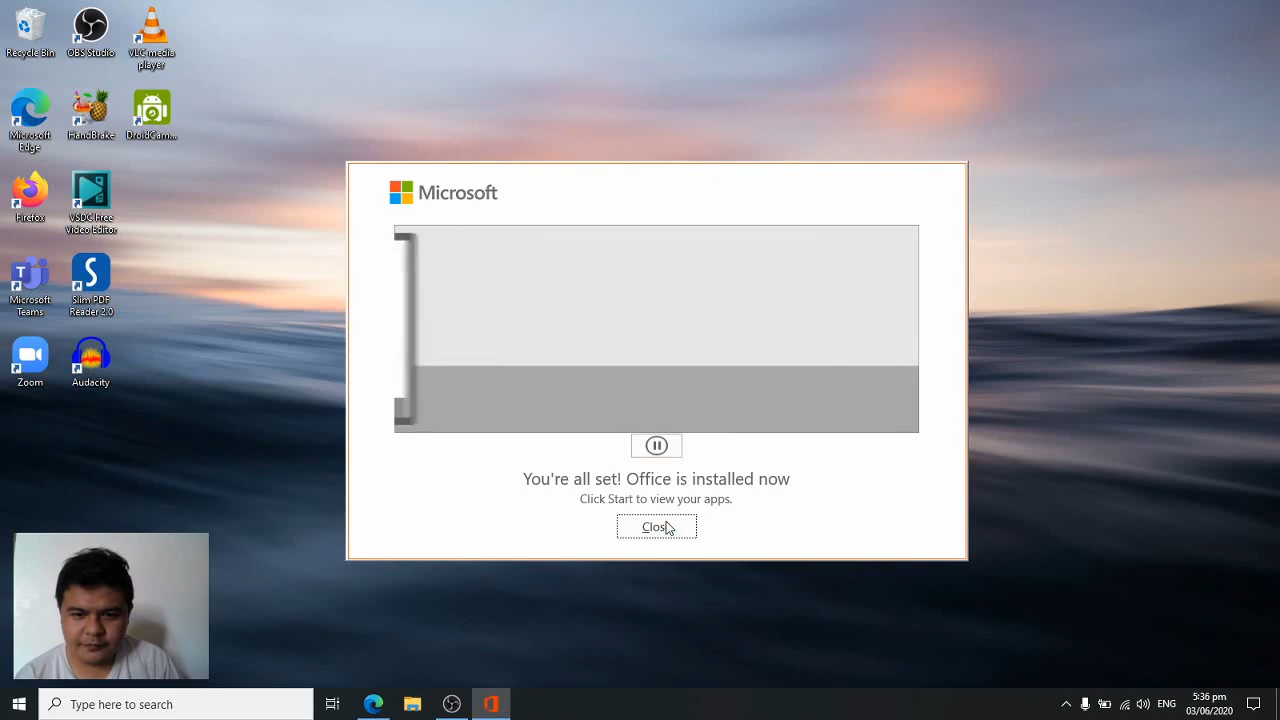 Recycle Bin
OBS Studio
VLC media
player
Microsoft
Edge
HandBrake
DroidCam...
Firefox
VSDC Free
Video Editor
Microsoft
Teams
Slim PDF
Reader 2.0
Zoom
Audacity
Microsoft
You're all set! Office is installed now
Click Start to view your apps.
Close
Type here to search
ENG
5:36 pm
03/06/2020